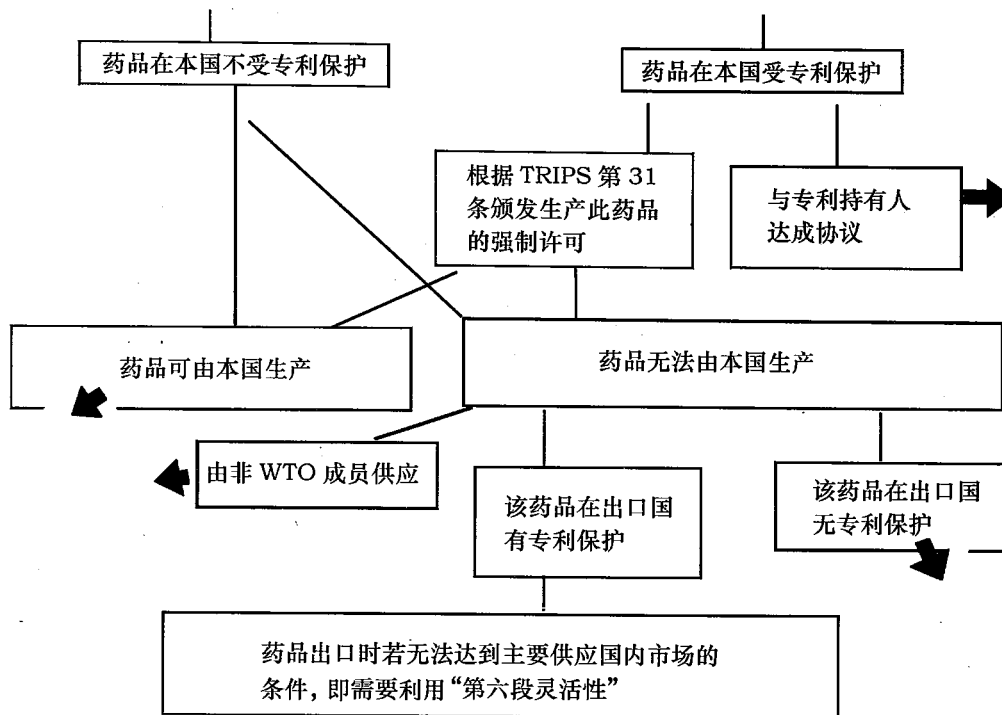 药品在本国不受专利保护
药品在本国受专利保护
根据 TRIPS 第 31
条颁发生产此药品
的强制许可
与专利持有人
达成协议
药品可由本国生产
药品无法由本国生产
由非 WTO 成员供应
该药品在出口国
有专利保护
该药品在出口国
无专利保护
药品出口时若无法达到主要供应国内市场的
条件，即需要利用“第六段灵活性”